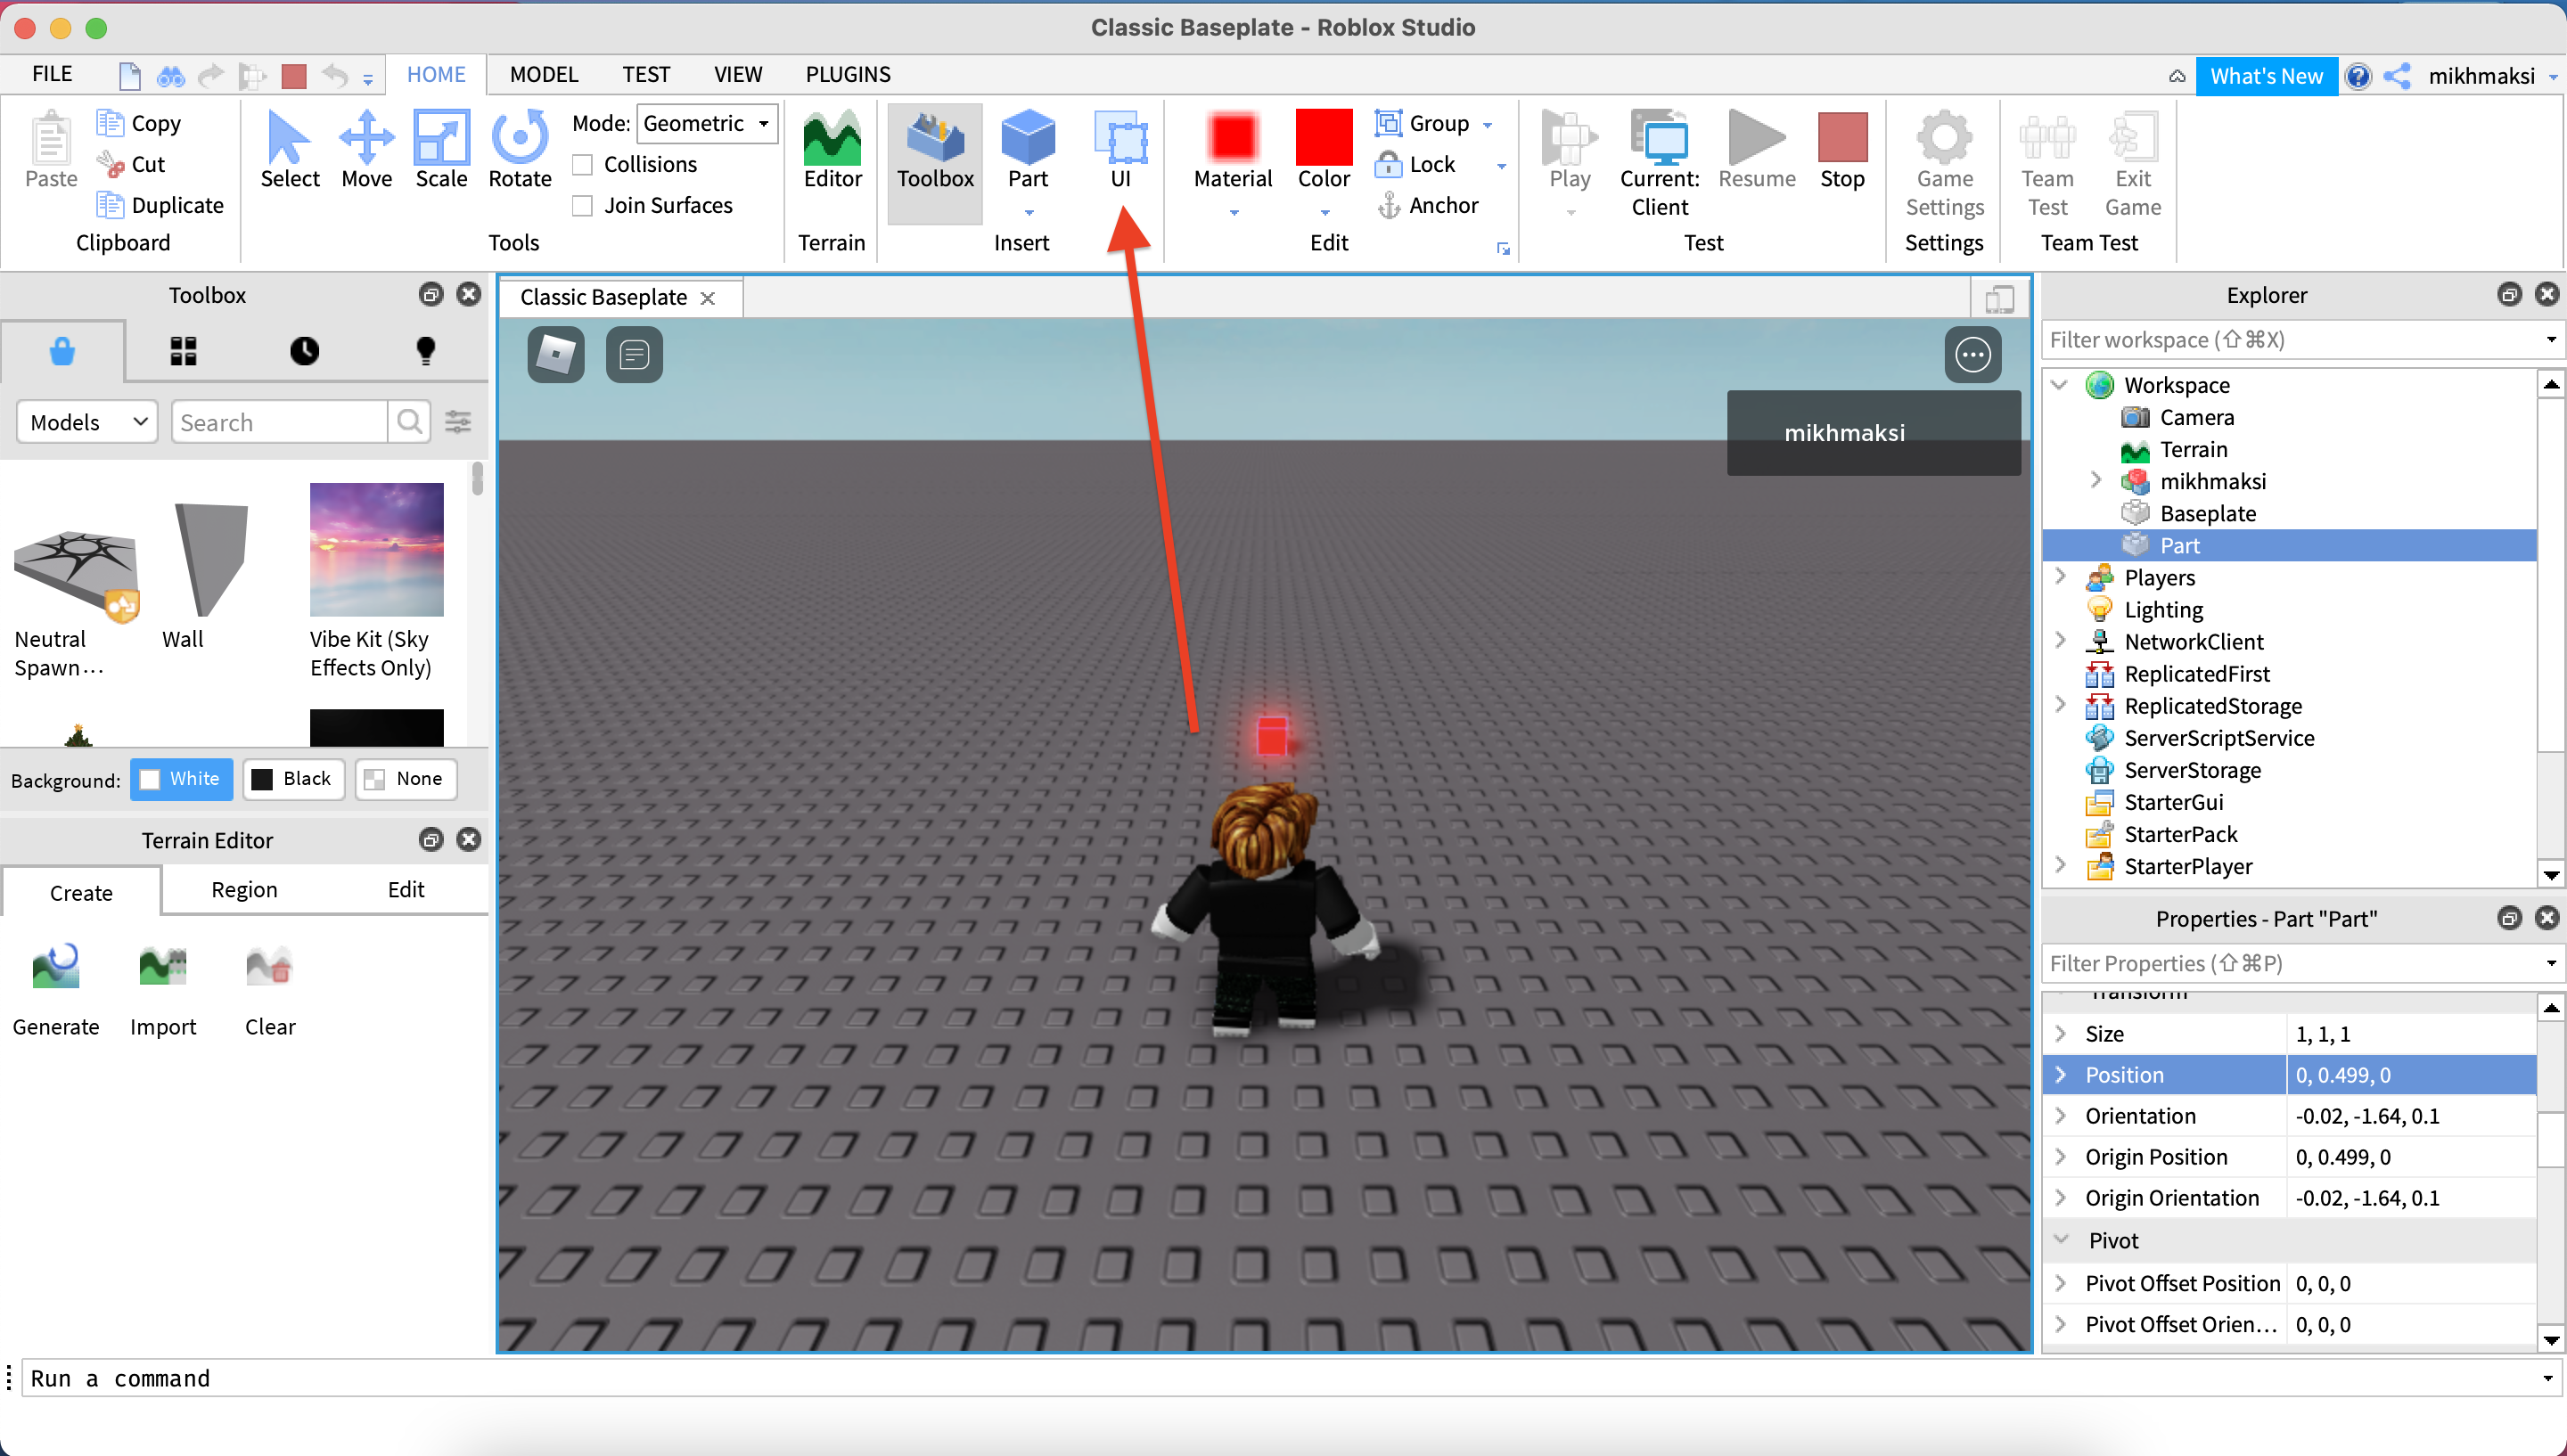 Classic Baseplate - Roblox Studio
FILE HOME MODEL TEST VIEW PLUGINS What's New mikhmaksi
Paste
Copy
Cut
Duplicate
Clipboard
Select Move Scale Rotate
Mode: Geometric
Collisions
Join Surfaces
Tools
Editor
Terrain
Toolbox Part UI
Insert
Material Color
Group
Lock
Anchor
Edit
Play Current: Client Resume Stop
Test
Game Settings
Settings
Team Test Exit Game
Team Test
Toolbox
Models Search
Neutral Spawn...
Wall
Vibe Kit (Sky Effects Only)
Background: White Black None
Terrain Editor
Create Region Edit
Generate Import Clear
Classic Baseplate
mikhmaksi
Explorer
Filter workspace (⇧⌘X)
Workspace
Camera
Terrain
mikhmaksi
Baseplate
Part
Players
Lighting
NetworkClient
ReplicatedFirst
ReplicatedStorage
ServerScriptService
ServerStorage
StarterGui
StarterPack
StarterPlayer
Properties - Part "Part"
Filter Properties (⇧⌘P)
Transform
Size 1, 1, 1
Position 0, 0.499, 0
Orientation -0.02, -1.64, 0.1
Origin Position 0, 0.499, 0
Origin Orientation -0.02, -1.64, 0.1
Pivot
Pivot Offset Position 0, 0, 0
Pivot Offset Orien... 0, 0, 0
Run a command